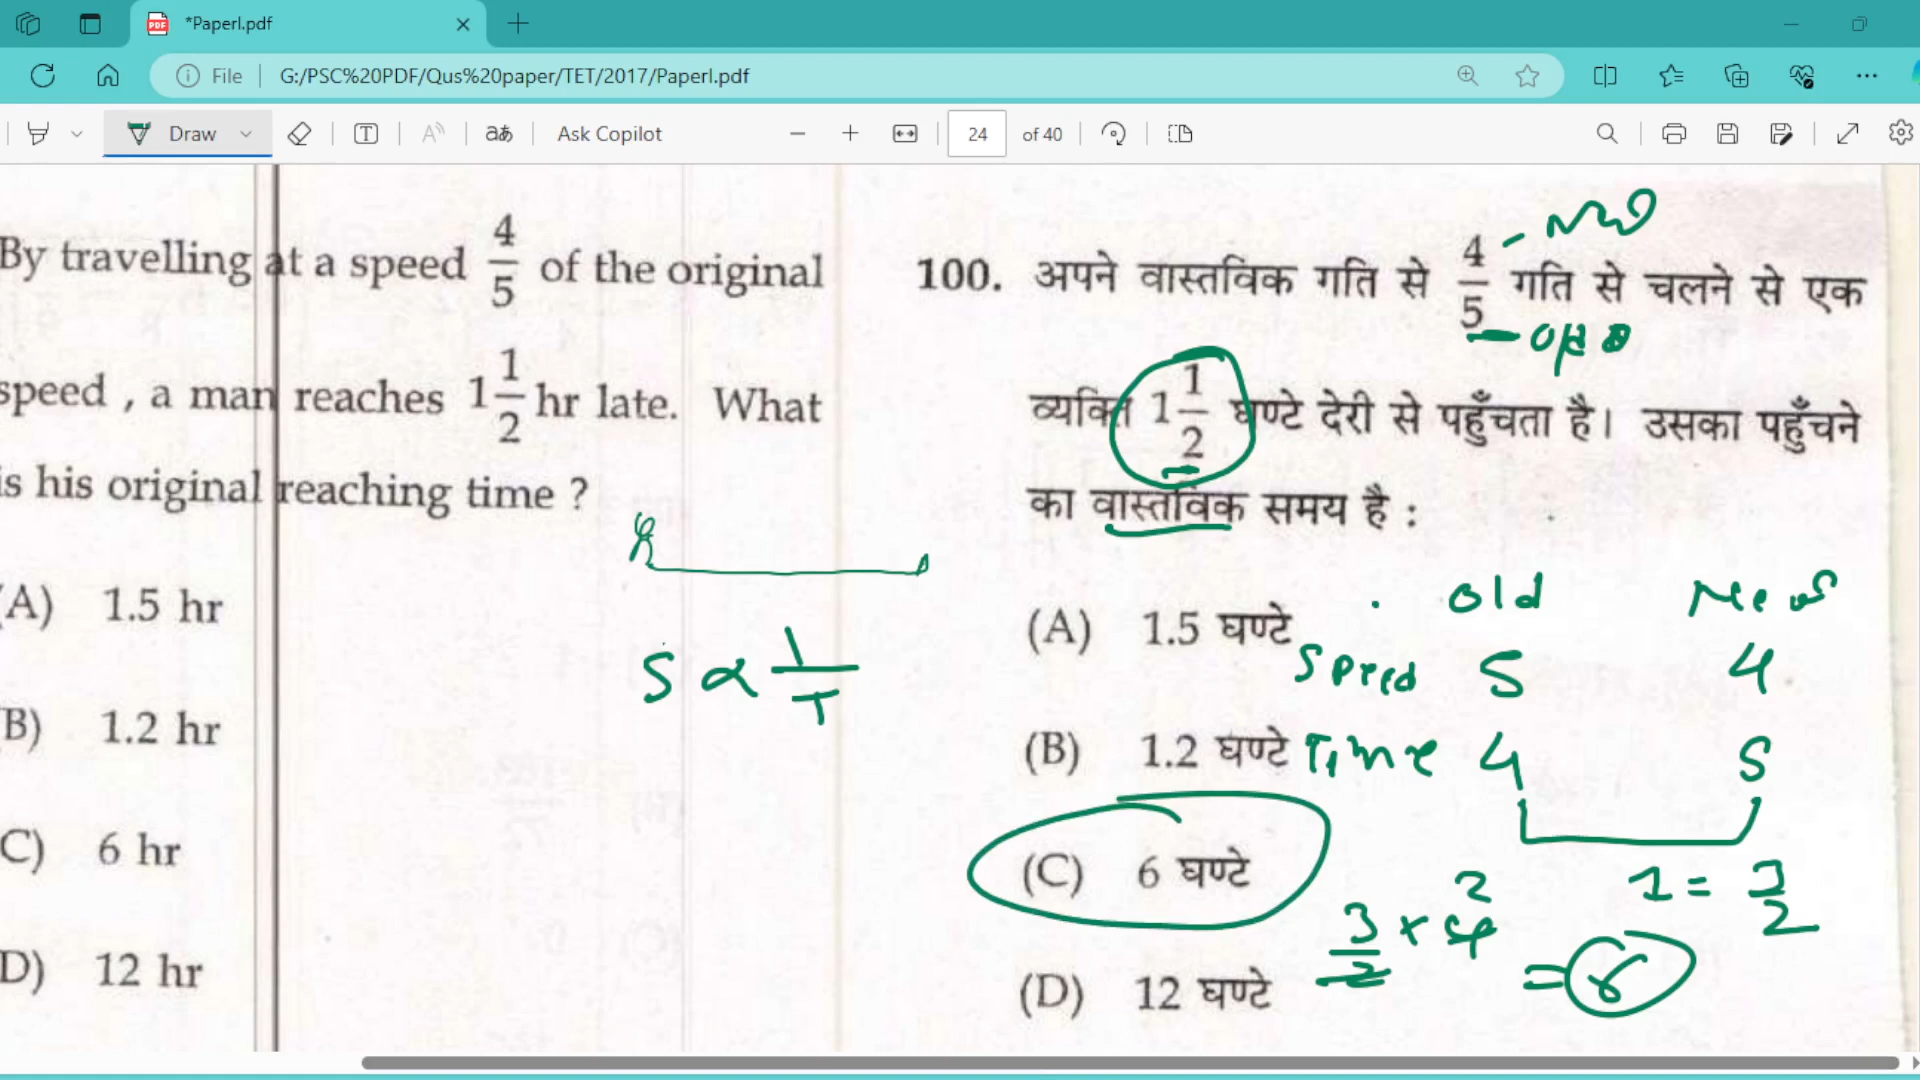 *PaperI.pdf
File
G:/PSC%20PDF/Qus%20paper/TET/2017/PaperI.pdf
Draw
Ask Copilot
24 of 40
By travelling at a speed 4/5 of the original
speed , a man reaches 1 1/2 hr late. What
is his original reaching time ?
(A) 1.5 hr
(B) 1.2 hr
(C) 6 hr
(D) 12 hr
S ∝ 1/T
100. अपने वास्तविक गति से 4/5 गति से चलने से एक
व्यक्ति 1 1/2 घण्टे देरी से पहुँचता है। उसका पहुँचने
का वास्तविक समय है :
(A) 1.5 घण्टे
(B) 1.2 घण्टे
(C) 6 घण्टे
(D) 12 घण्टे
old New
Speed 5 4
Time 4 5
1 = 3/2
3/2 × 4 2
= 6